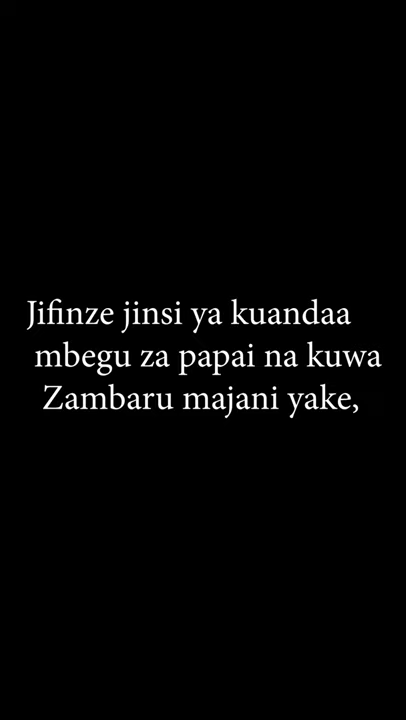 Jifinze jinsi ya kuandaa
mbegu za papai na kuwa
Zambaru majani yake,